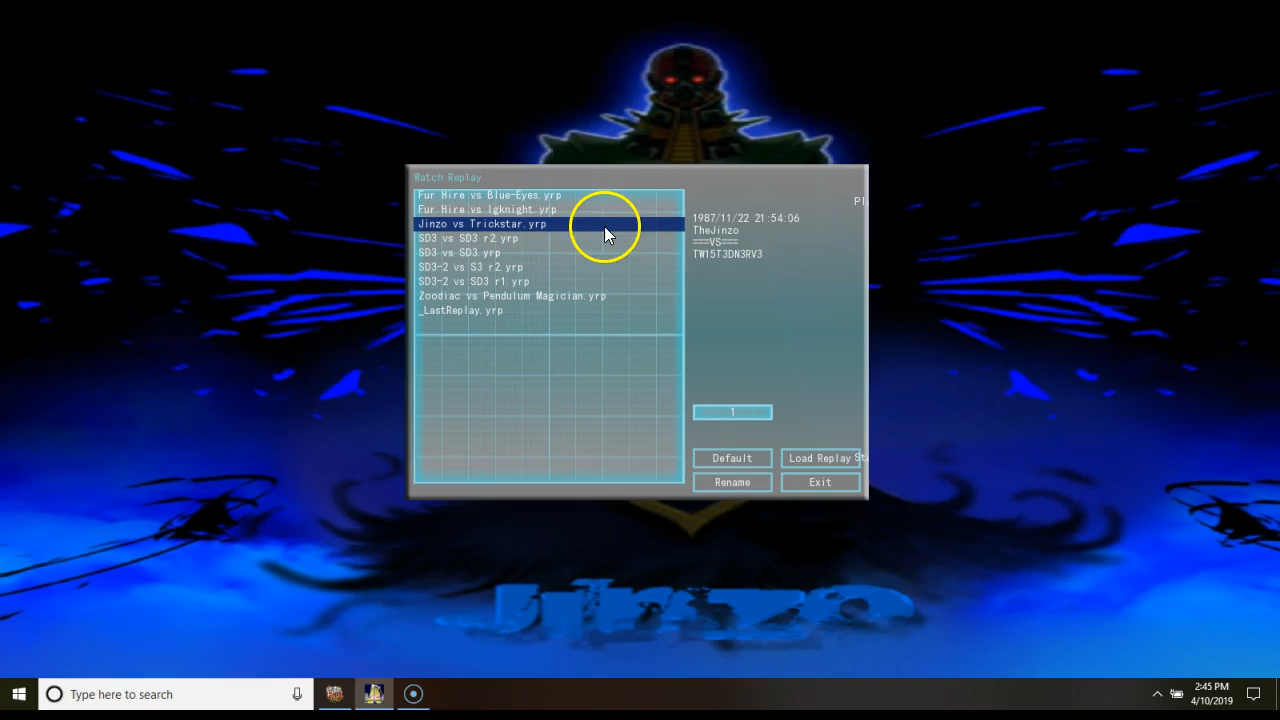 Watch Replay
Fur Hire vs Blue-Eyes.yrp
Fur Hire vs Igknight.yrp
Jinzo vs Trickstar.yrp
SD3 vs SD3 r2.yrp
SD3 vs SD3.yrp
SD3-2 vs S3 r2.yrp
SD3-2 vs SD3 r1.yrp
Zoodiac vs Pendulum Magician.yrp
_LastReplay.yrp
Pl
1987/11/22 21:54:06
TheJinzo
===VS===
TW15T3DN3RV3
1
Default
Load Replay
St
Rename
Exit
Jinzo
Type here to search
2:45 PM
4/10/2019